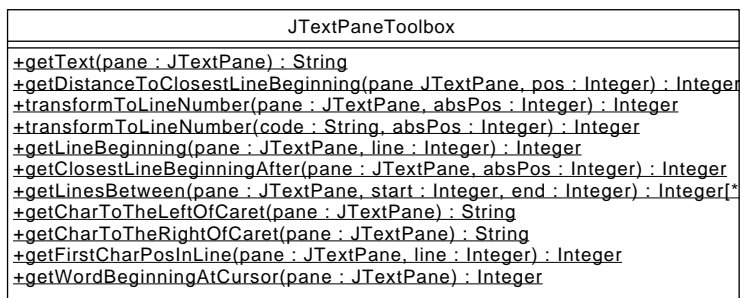 JTextPaneToolbox
+getText(pane : JTextPane) : String
+getDistanceToClosestLineBeginning(pane JTextPane, pos : Integer) : Integer
+transformToLineNumber(pane : JTextPane, absPos : Integer) : Integer
+transformToLineNumber(code : String, absPos : Integer) : Integer
+getLineBeginning(pane : JTextPane, line : Integer) : Integer
+getClosestLineBeginningAfter(pane : JTextPane, absPos : Integer) : Integer
+getLinesBetween(pane : JTextPane, start : Integer, end : Integer) : Integer[*
+getCharToTheLeftOfCaret(pane : JTextPane) : String
+getCharToTheRightOfCaret(pane : JTextPane) : String
+getFirstCharPosInLine(pane : JTextPane, line : Integer) : Integer
+getWordBeginningAtCursor(pane : JTextPane) : Integer